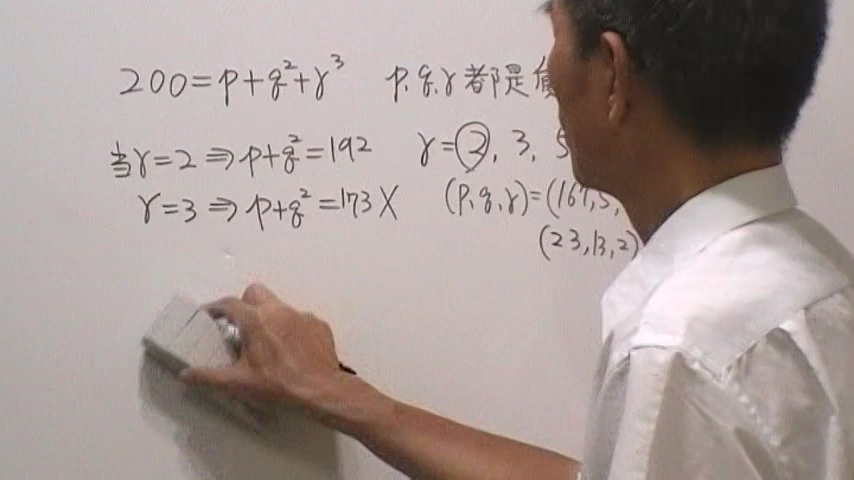 200=p+q²+r³ p,q,r都是
当r=2⇒p+q²=192 r=2, 3, 5
r=3⇒p+q²=173X (p,q,r)=(167,5,
(23,13,2)